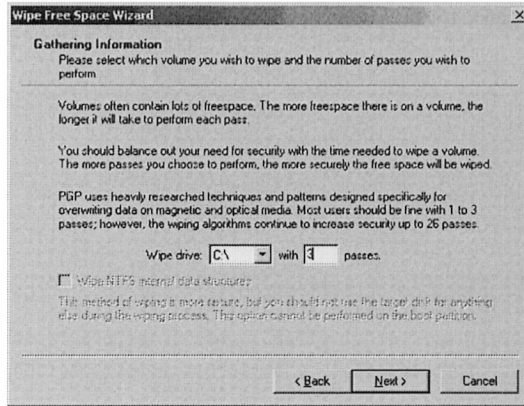 Wipe Free Space Wizard
Gathering Information
Please select which volume you wish to wipe and the number of passes you wish to
perform
Volumes often contain lots of freespace. The more freespace there is on a volume, the
longer it will take to perform each pass.
You should balance out your need for security with the time needed to wipe a volume.
The more passes you choose to perform, the more securely the free space will be wiped.
PGP uses heavily researched techniques and patterns designed specifically for
overwriting data on magnetic and optical media. Most users should be fine with 1 to 3
passes; however, the wiping algorithms continue to increase security up to 26 passes.
Wipe drive: C:\ with 3 passes.
Wipe NTFS internal data structures
This method of wiping is more secure, but you should not use the target disk for anything
else during the wiping process. This option cannot be performed on the boot partition.
< Back Next > Cancel